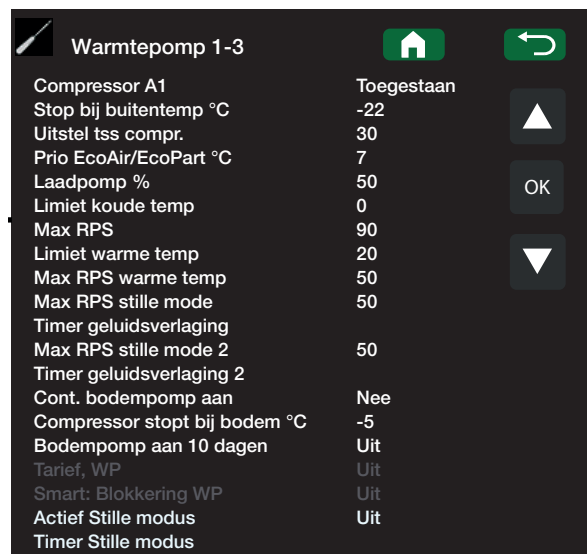 Warmtepomp 1-3
Compressor A1 Toegestaan
Stop bij buitentemp °C -22
Uitstel tss compr. 30
Prio EcoAir/EcoPart °C 7
Laadpomp % 50
OK
Limiet koude temp 0
Max RPS 90
Limiet warme temp 20
Max RPS warme temp 50
Max RPS stille mode 50
Timer geluidsverlaging
Max RPS stille mode 2 50
Timer geluidsverlaging 2
Cont. bodempomp aan Nee
Compressor stopt bij bodem °C -5
Bodempomp aan 10 dagen Uit
Tarief, WP Uit
Smart: Blokkering WP Uit
Actief Stille modus Uit
Timer Stille modus